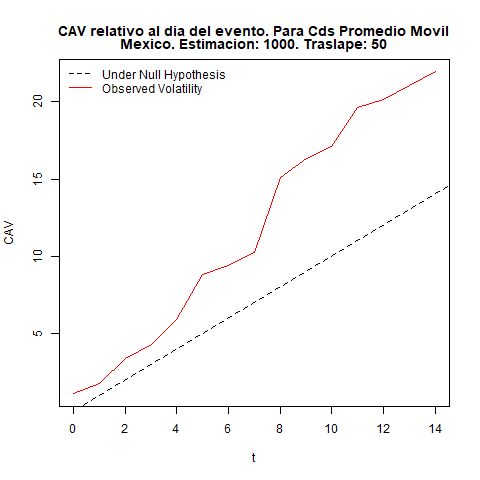 CAV relativo al dia del evento. Para Cds Promedio Movil
Mexico. Estimacion: 1000. Traslape: 50
Under Null Hypothesis
Observed Volatility
CAV
20
15
10
5
0 2 4 6 8 10 12 14
t